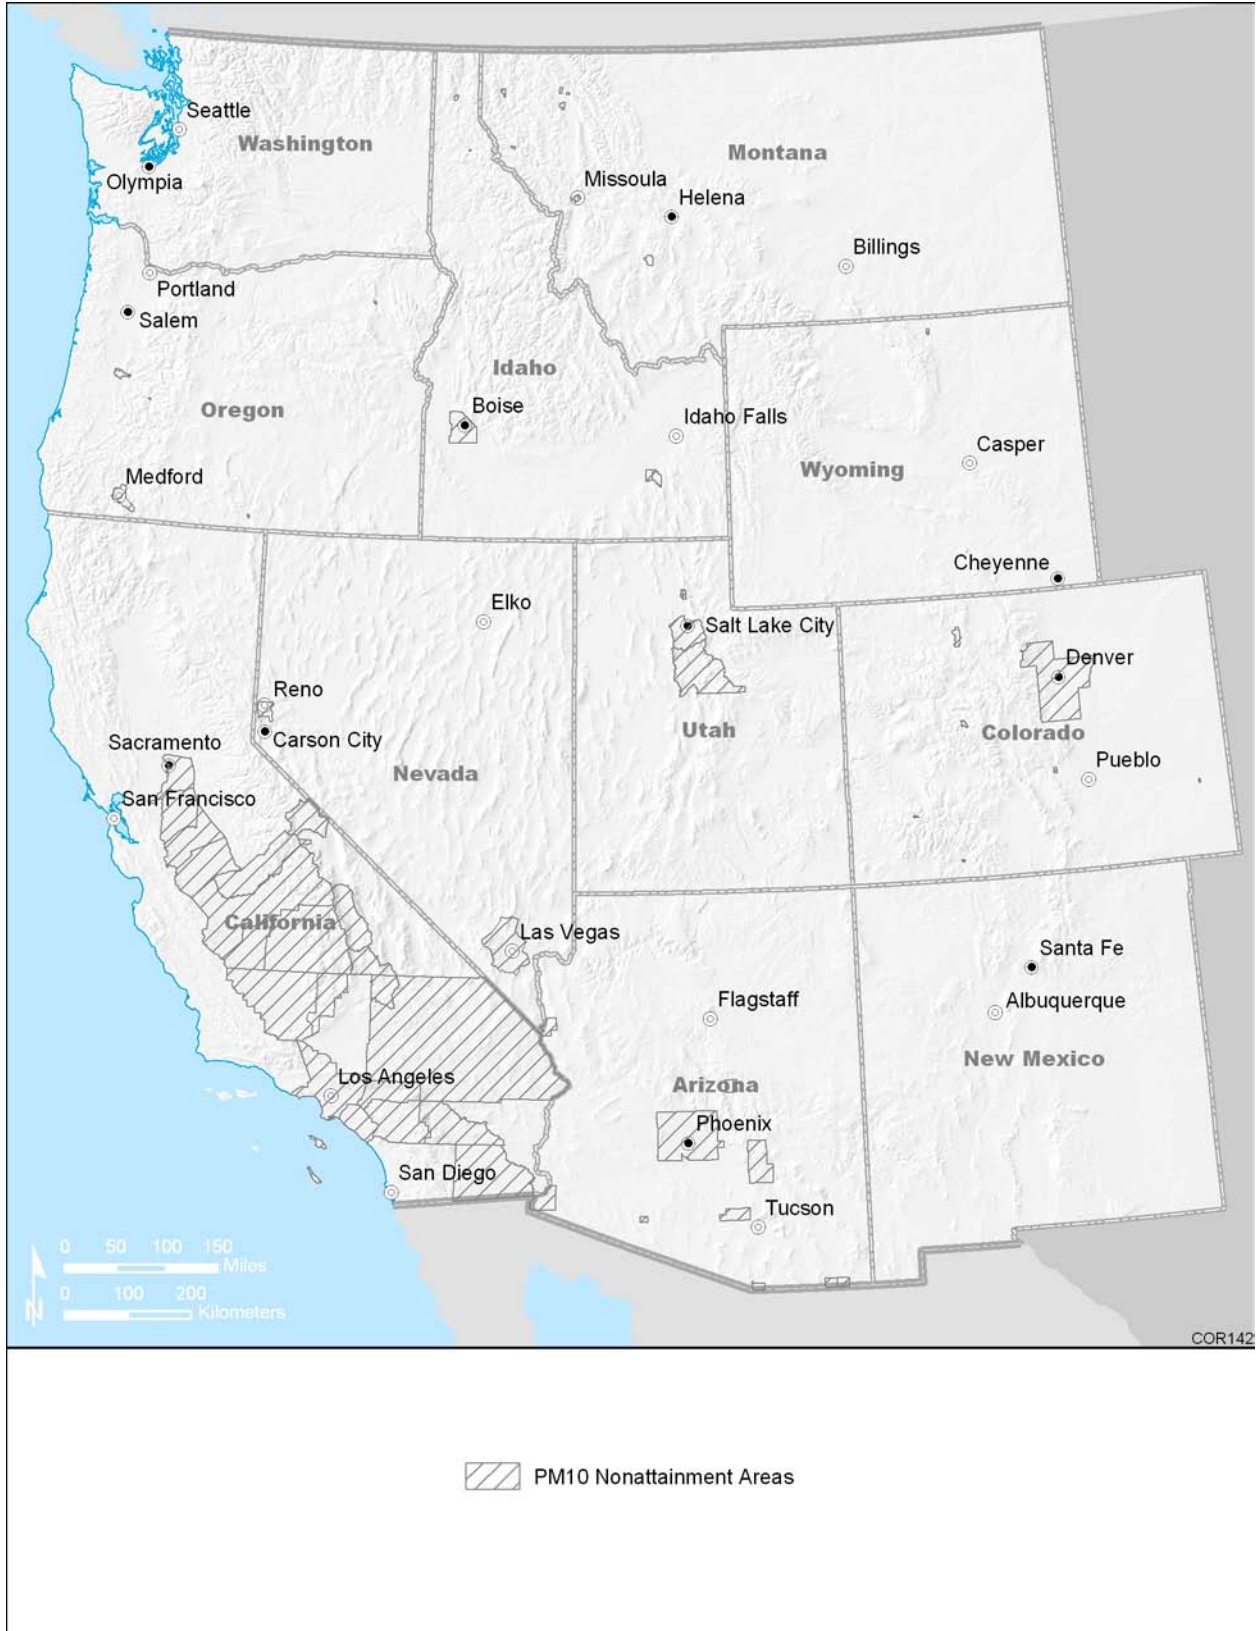 Seattle
Washington
Olympia
Montana
Missoula
Helena
Billings
Portland
Salem
Idaho
Oregon
Boise
Idaho Falls
Casper
Wyoming
Medford
Cheyenne
Elko
Salt Lake City
Denver
Reno
Utah
Colorado
Carson City
Sacramento
Nevada
Pueblo
San Francisco
California
Las Vegas
Santa Fe
Flagstaff
Albuquerque
New Mexico
Los Angeles
Arizona
Phoenix
San Diego
Tucson
0 50 100 150
Miles
0 100 200
Kilometers
N
COR142
PM10 Nonattainment Areas